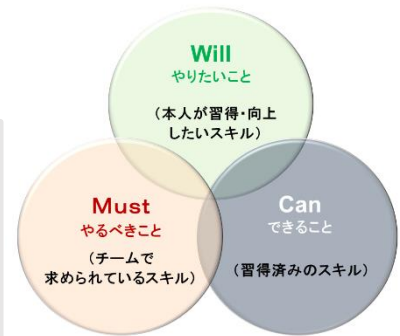 Will
やりたいこと
（本人が習得・向上
したいスキル）
Must
やるべきこと
（チームで
求められているスキル）
Can
できること
（習得済みのスキル）